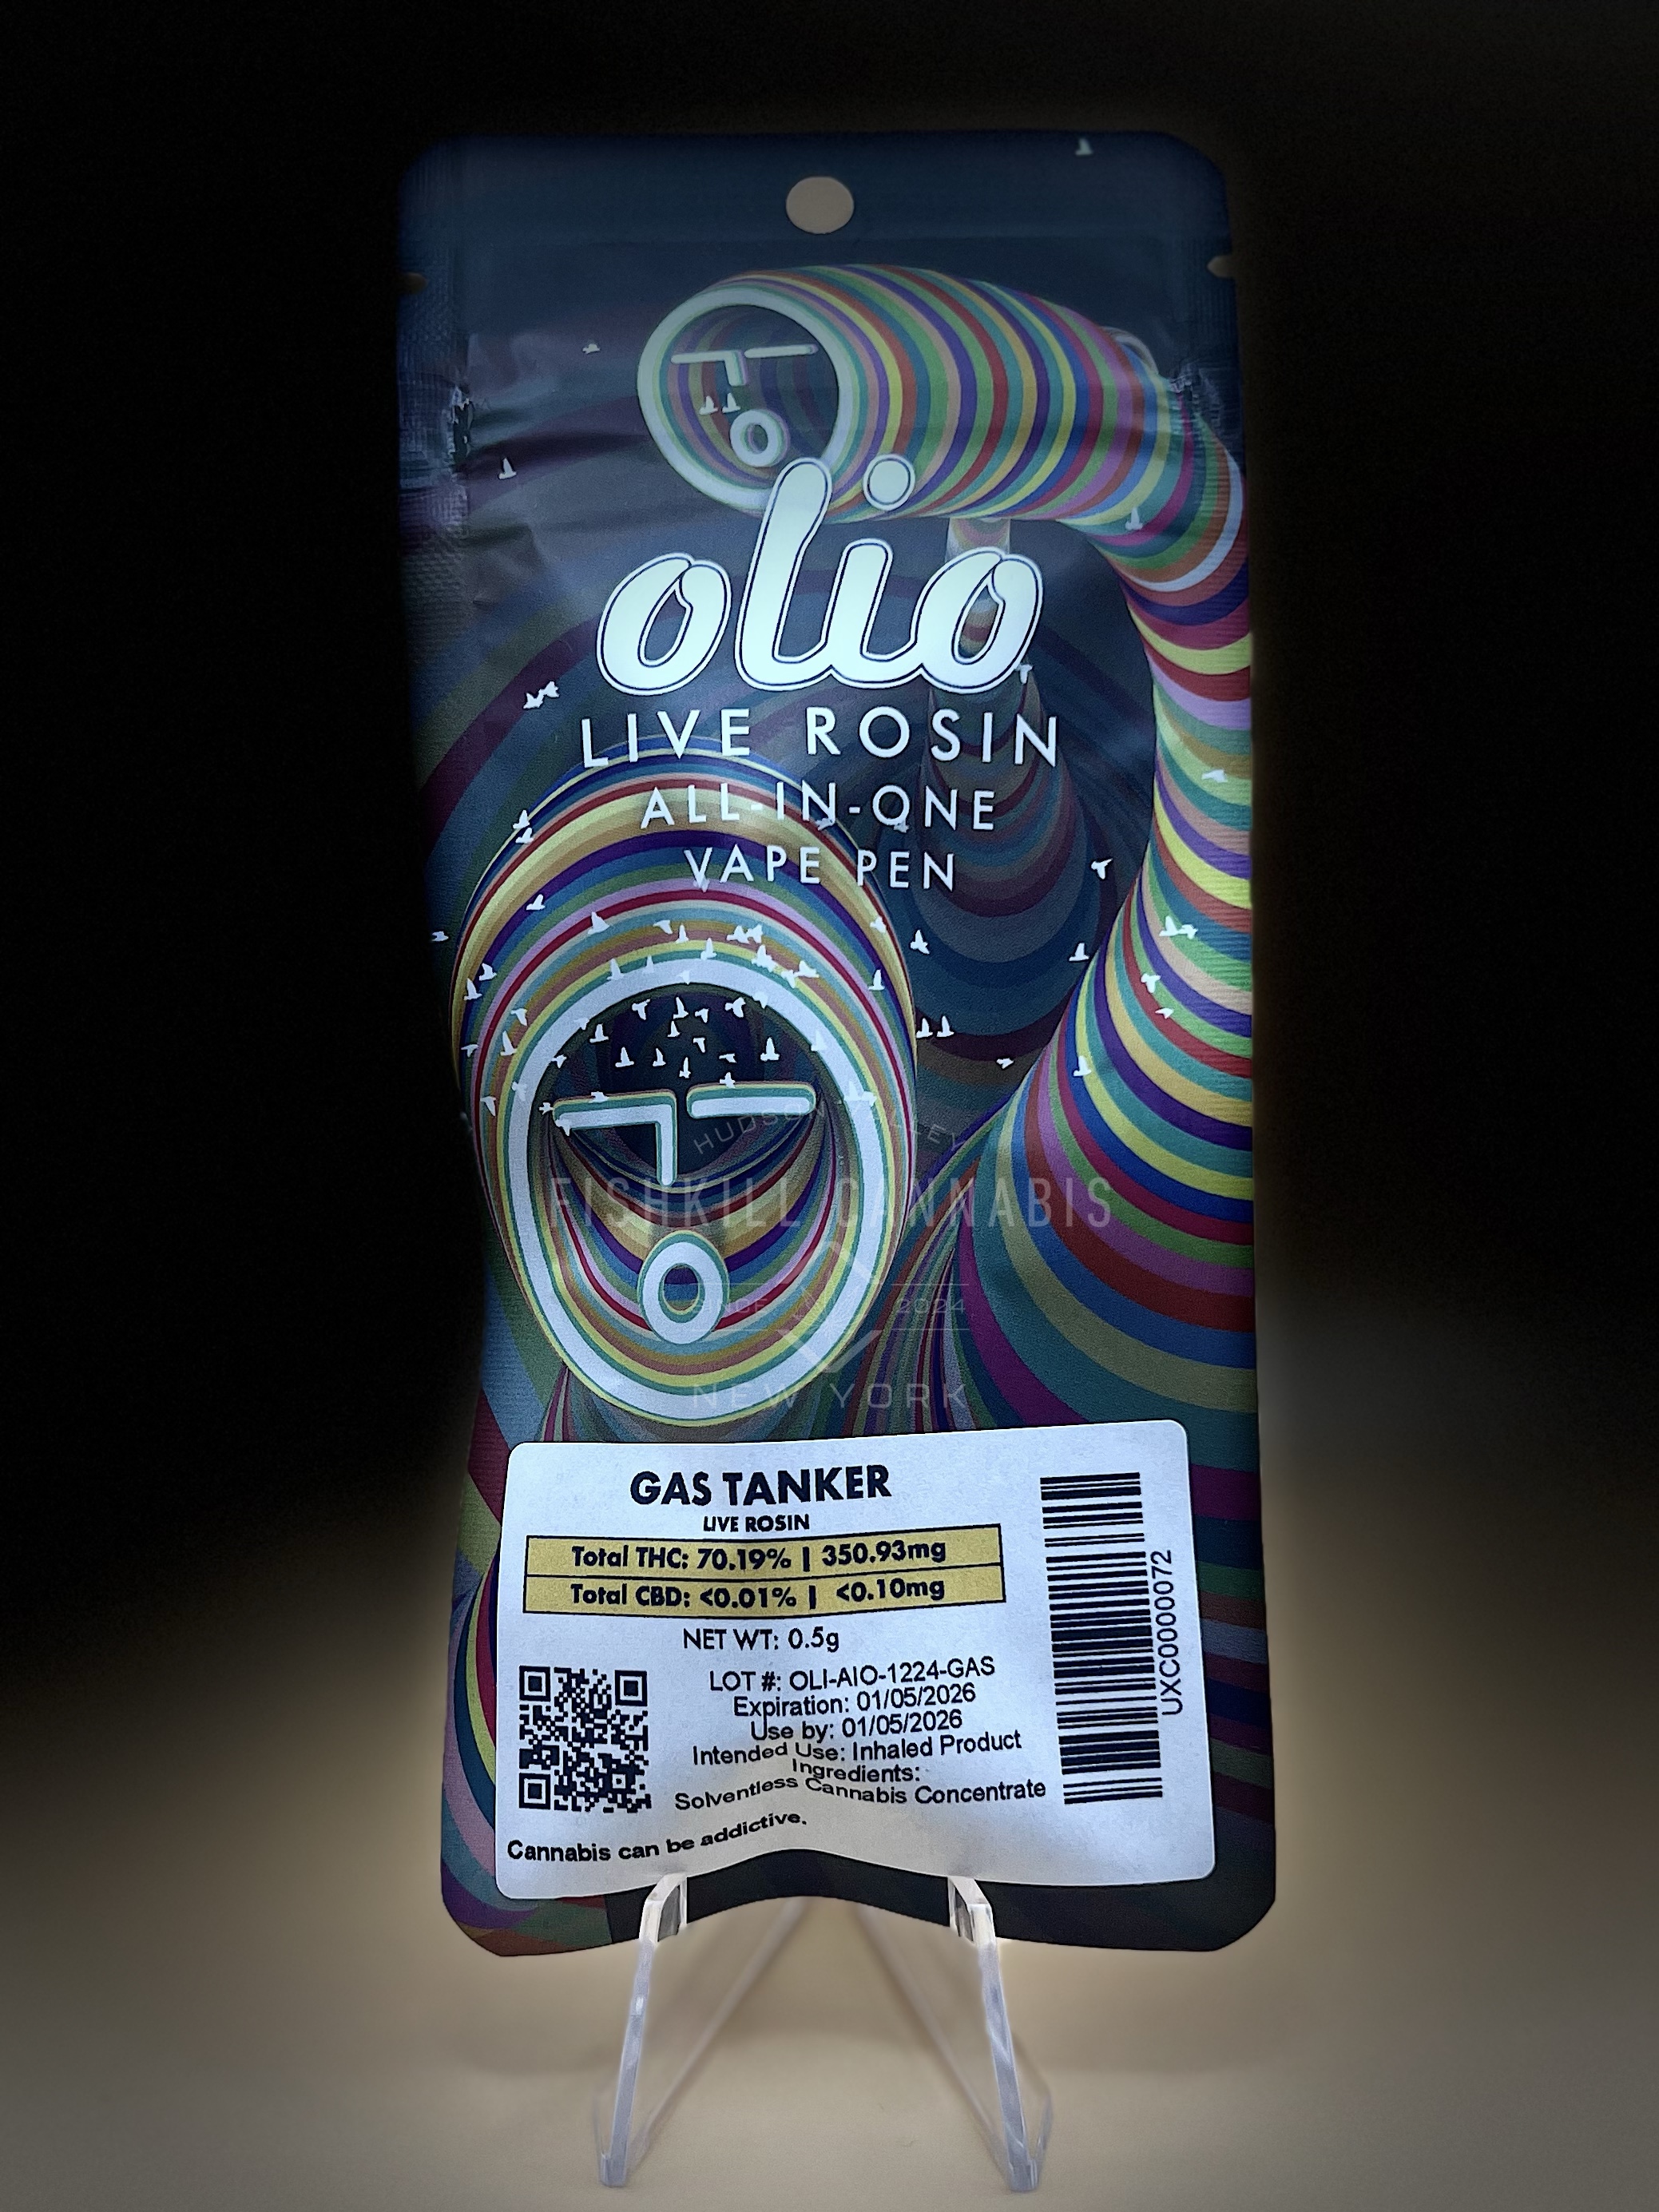 olio
LIVE ROSIN
ALL-IN-ONE
VAPE PEN
HUDSON VALLEY
FISHKILL CANNABIS
SINCE 2024
NEW YORK
GAS TANKER
LIVE ROSIN
Total THC: 70.19% | 350.93mg
Total CBD: <0.01% | <0.10mg
NET WT: 0.5g
LOT #: OLI-AIO-1224-GAS
Expiration: 01/05/2026
Use by: 01/05/2026
Intended Use: Inhaled Product
Ingredients:
Solventless Cannabis Concentrate
Cannabis can be addictive.
UXC0000072